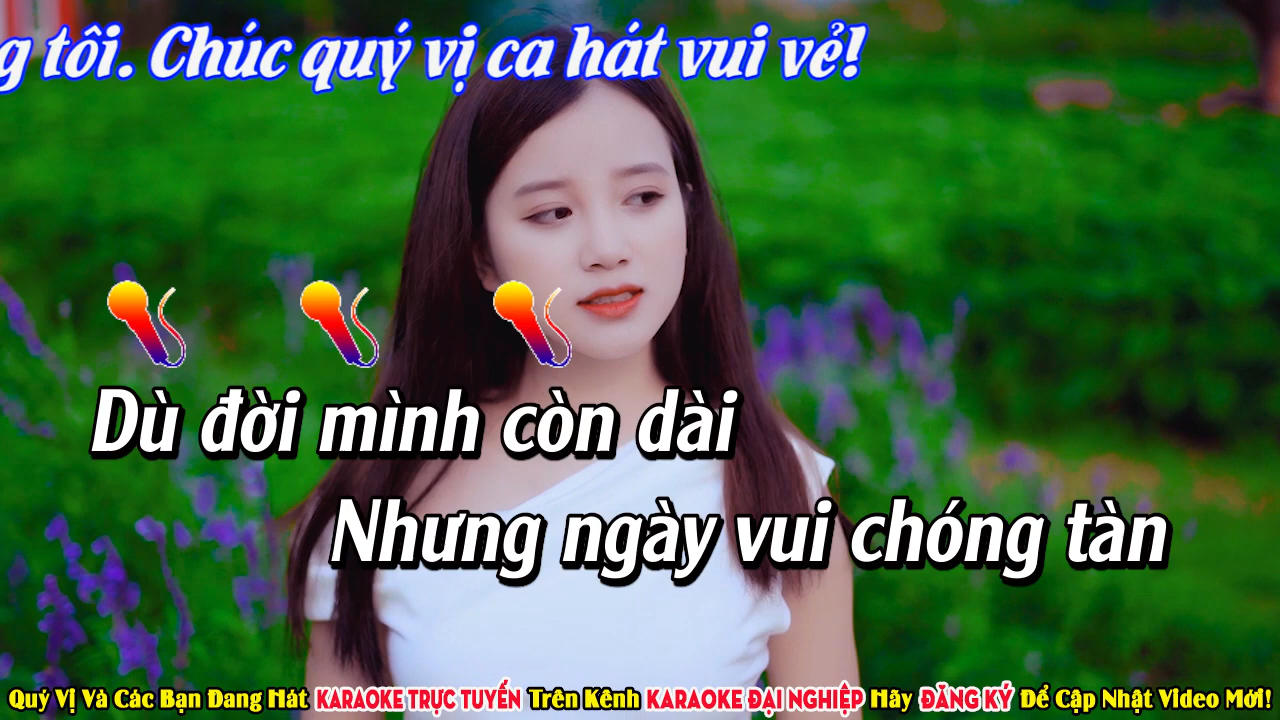 g tôi. Chúc quý vị ca hát vui vẻ!
Dù đời mình còn dài
Nhưng ngày vui chóng tàn
Quý Vị Và Các Bạn Đang Hát KARAOKE TRỰC TUYẾN Trên Kênh KARAOKE ĐẠI NGHIỆP Hãy ĐĂNG KÝ Để Cập Nhật Video Mới!